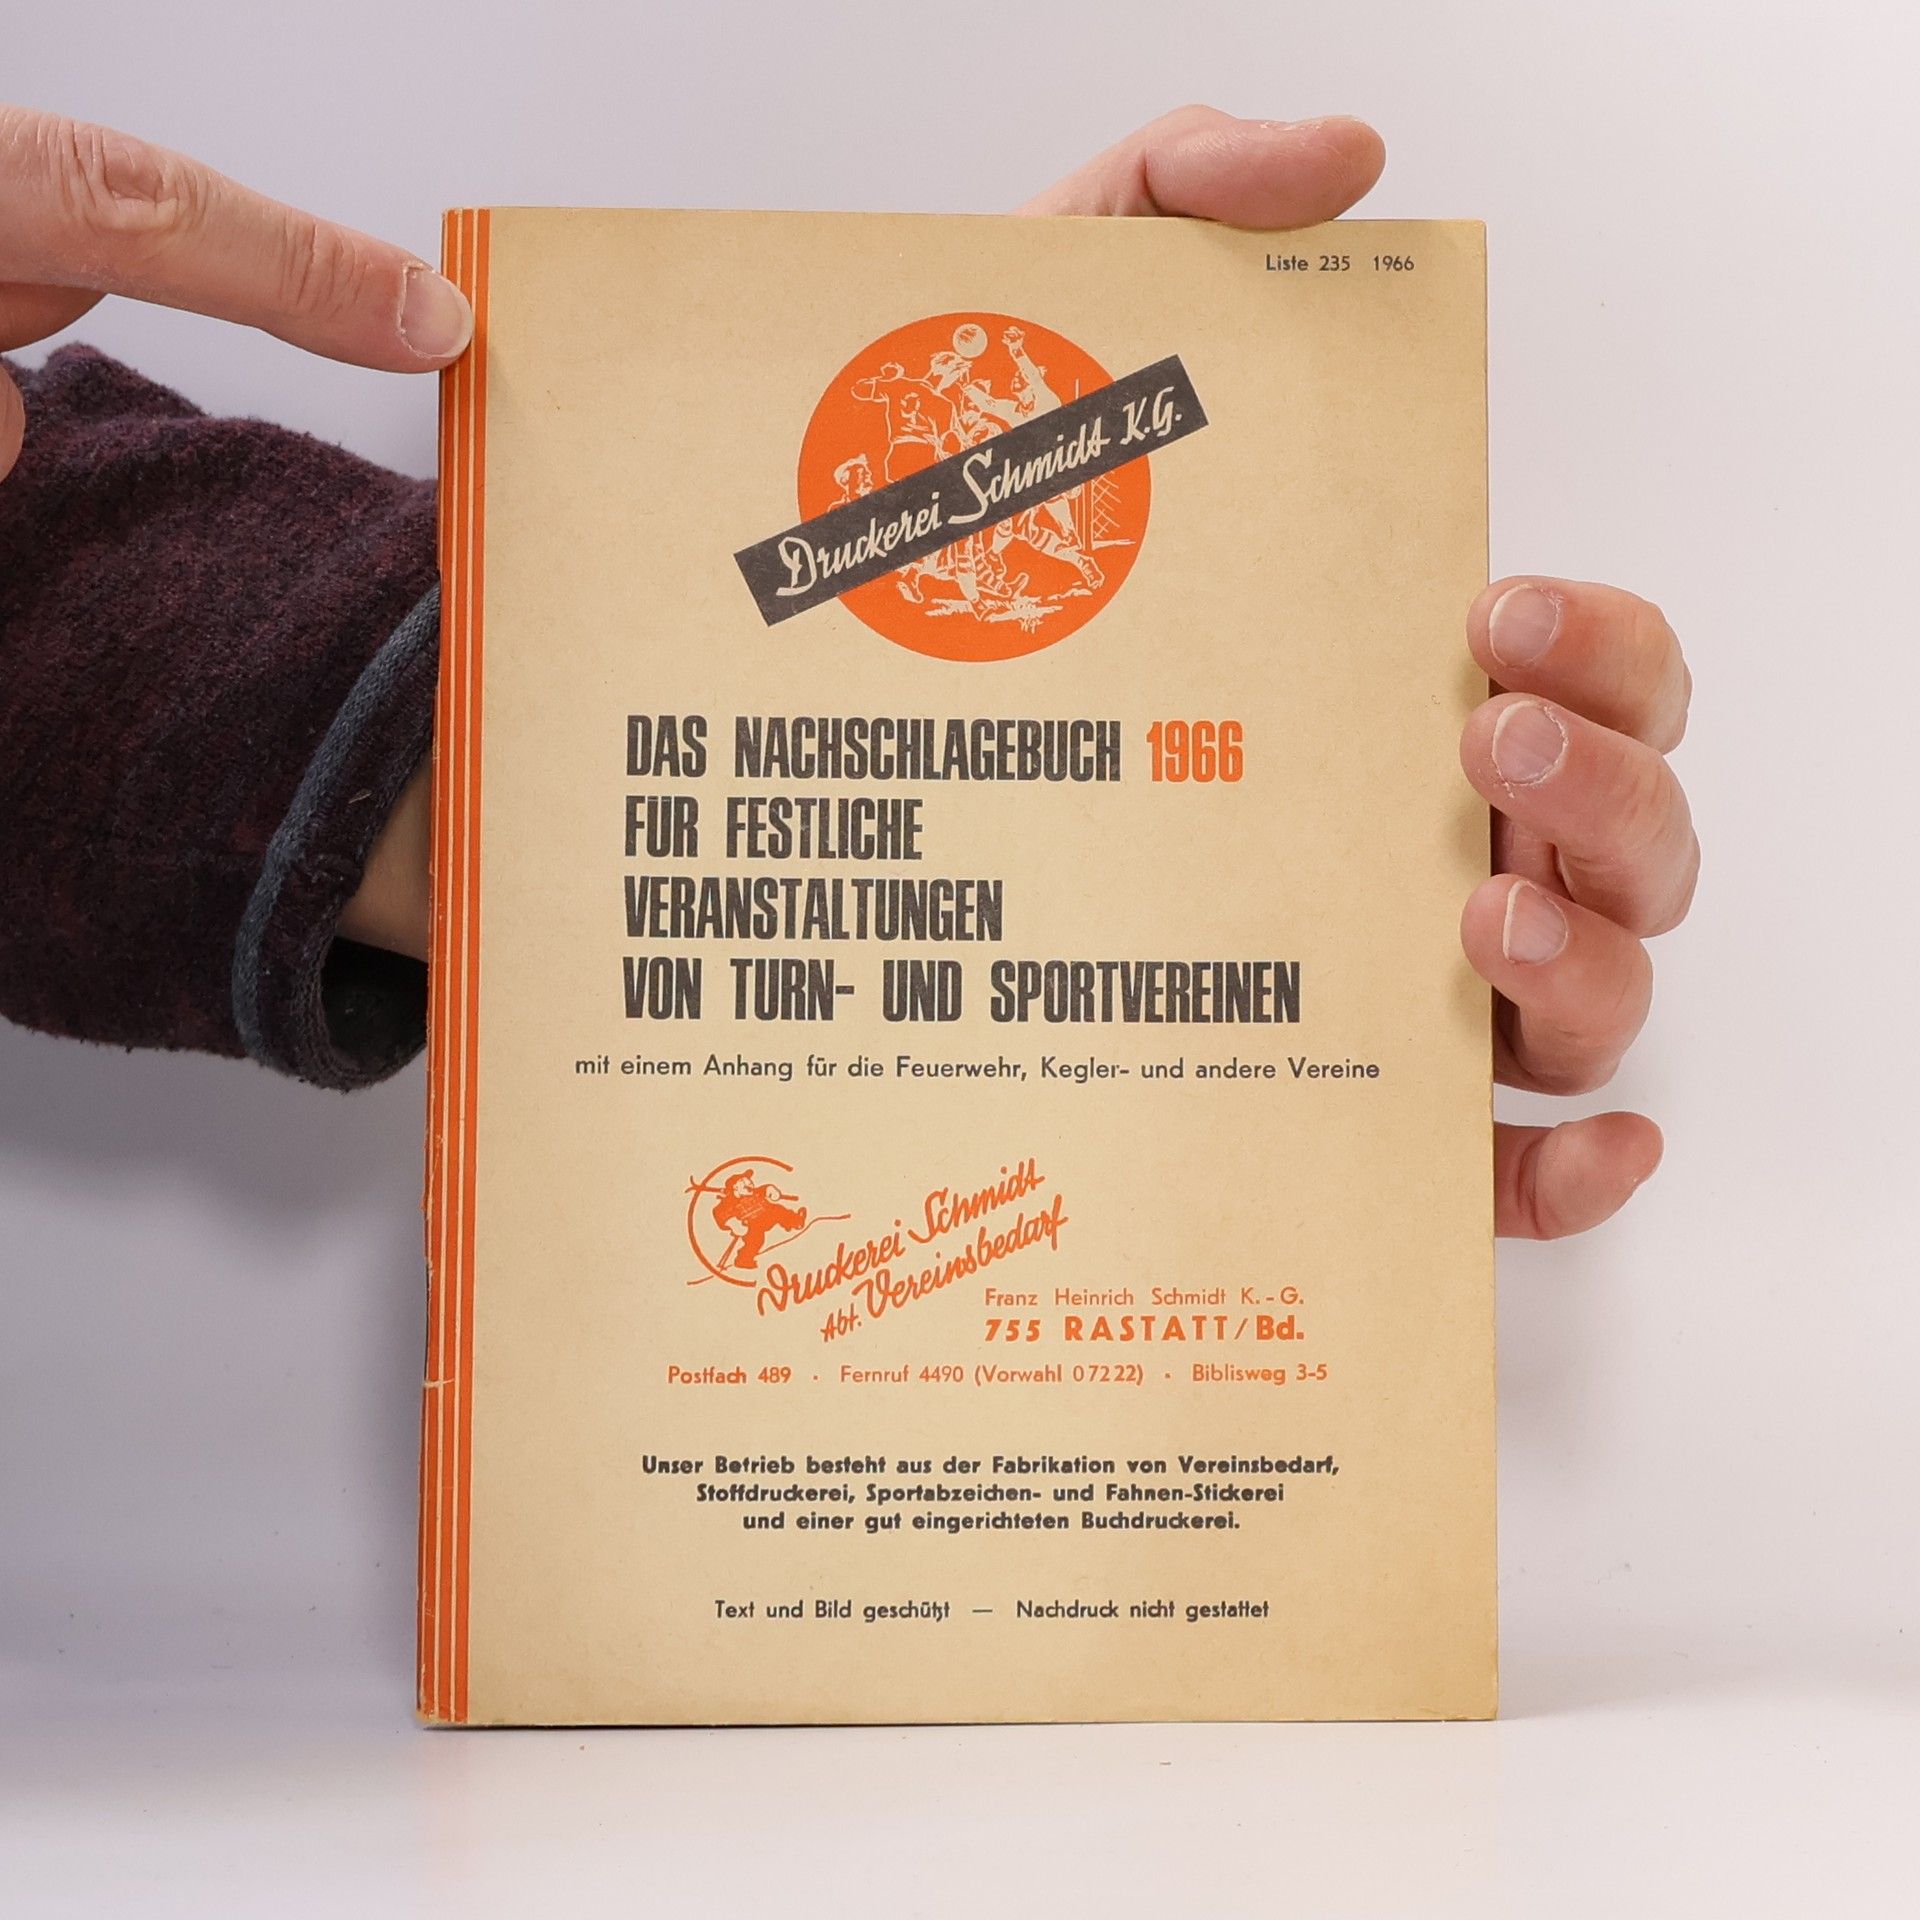 Liste 235 1966
Druckerei Schmidt K.G.
DAS NACHSCHLAGEBUCH 1966
FÜR FESTLICHE
VERANSTALTUNGEN
VON TURN- UND SPORTVEREINEN
mit einem Anhang für die Feuerwehr, Kegler- und andere Vereine
Druckerei Schmidt
Abt. Vereinsbedarf
Franz Heinrich Schmidt K.-G.
755 RASTATT/Bd.
Postfach 489 · Fernruf 4490 (Vorwahl 07222) · Biblisweg 3-5
Unser Betrieb besteht aus der Fabrikation von Vereinsbedarf,
Stoffdruckerei, Sportabzeichen- und Fahnen-Stickerei
und einer gut eingerichteten Buchdruckerei.
Text und Bild geschützt — Nachdruck nicht gestattet